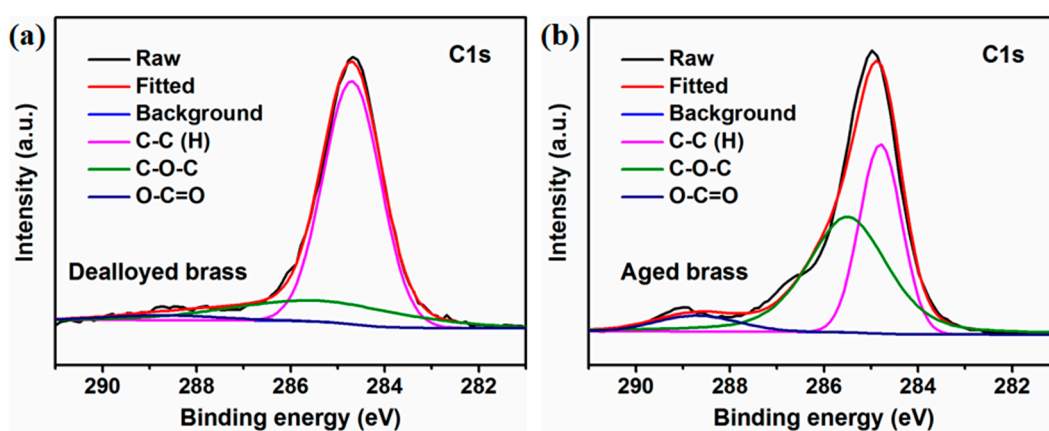 (a)
C1s
Raw
Fitted
Background
C-C (H)
C-O-C
O-C=O
Dealloyed brass
Intensity (a.u.)
290 288 286 284 282
Binding energy (eV)
(b)
C1s
Raw
Fitted
Background
C-C (H)
C-O-C
O-C=O
Aged brass
Intensity (a.u.)
290 288 286 284 282
Binding energy (eV)